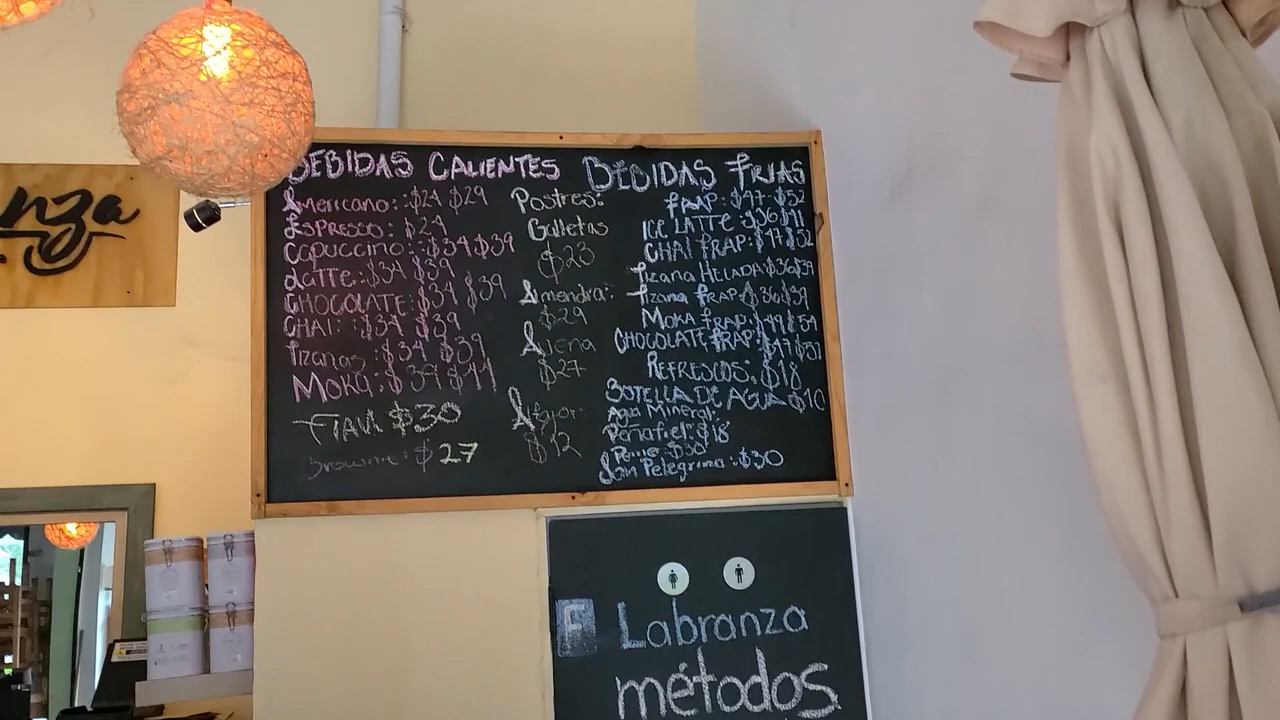 nza
BEBIDAS CALIENTES
Americano: $24 $29
Espresso: $24
Capuccino: $34 $39
Latte: $34 $39
CHOCOLATE: $34 $39
CHAI: $34 $39
Tizanas: $34 $39
MOKA: $39 $44
$30
Brownie: $27
Postres:
Galletas
$23
Almendra:
$29
Avena
$27
Alfajor:
$12
BEBIDAS FRIAS
FRAP: $47 $52
ICE LATTE: $36 $41
CHAI FRAP: $47 $52
Tizana HELADA: $36 $39
Tizana FRAP: $36 $39
MOKA FRAP: $49 $54
CHOCOLATE FRAP: $47 $51
REFRESCOS: $18
BOTELLA DE AGUA $10
Agua Mineral:
Peñafiel: $18
$30
San Pelegrino: $30
F Labranza
métodos